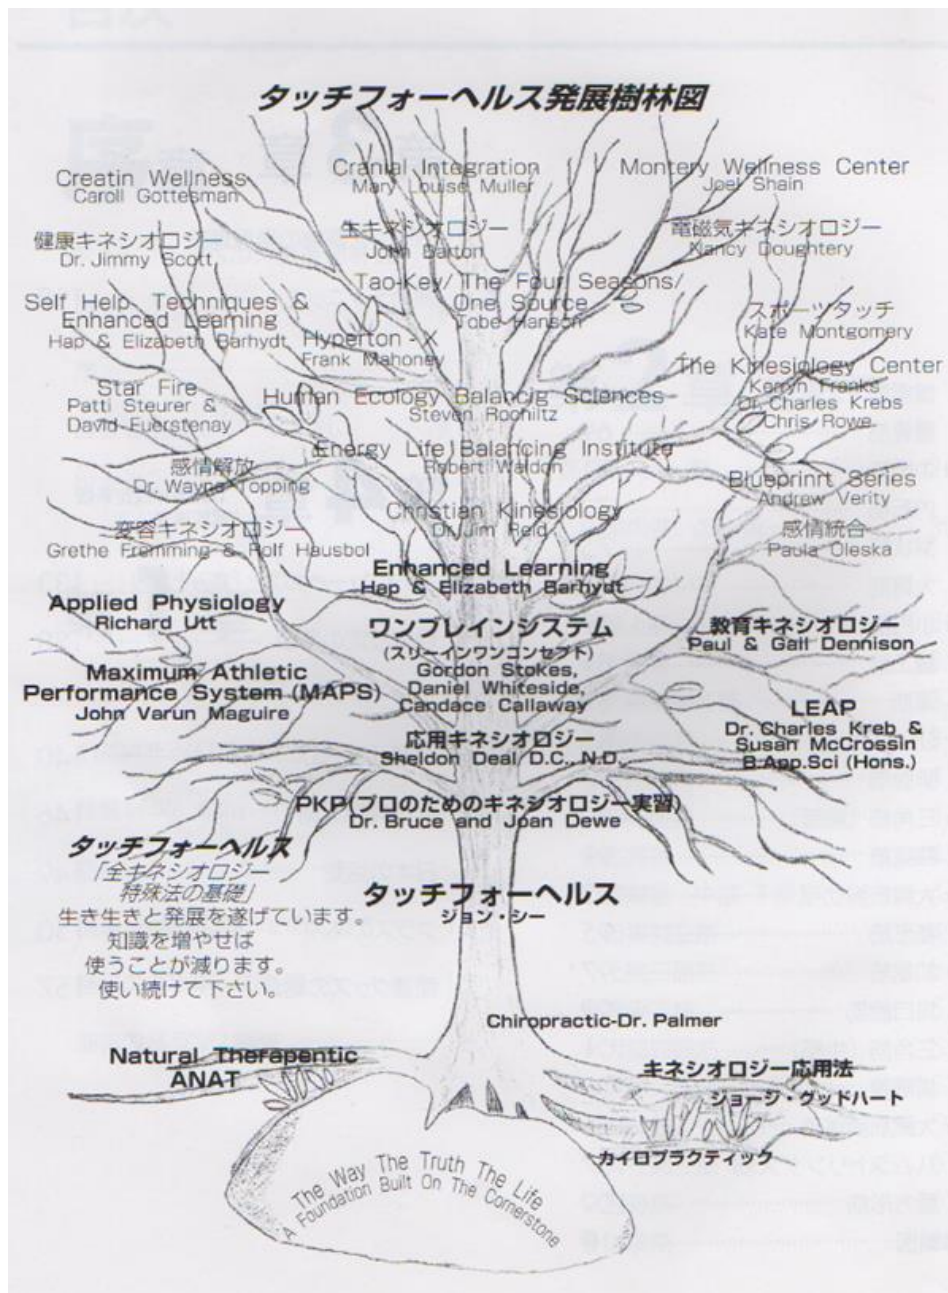 タッチフォーヘルス発展樹林図
Creatin Wellness
Caroll Gottesman
Cranial Integration
Mary Louise Muller
Montery Wellness Center
Joel Shain
健康キネシオロジー
Dr. Jimmy Scott
生キネシオロジー
John Barton
電磁気キネシオロジー
Nancy Doughtery
Tao-Key/ The Four Seasons/
One Source
Tobe Hanson
Self Help Techniques &
Enhanced Learning
Hap & Elizabeth Barhydt
Hyperton - X
Frank Mahoney
スポーツタッチ
Kate Montgomery
The Kinesiology Center
Kerryn Franks
Dr. Charles Krebs
Chris Rowe
Star Fire
Patti Steurer &
David Fuerstenay
Human Ecology Balancig Sciences
Steven Rochiltz
Energy Life Balancing Institute
Robert Waldon
感情解放
Dr. Wayne Topping
Blueprinrt Series
Andrew Verity
Christian Kinesiology
Dr. Jim Reid
変容キネシオロジー
Grethe Fremming & Rolf Hausbol
感情統合
Paula Oleska
Enhanced Learning
Hap & Elizabeth Barhydt
Applied Physiology
Richard Utt
ワンブレインシステム
(スリーインワンコンセプト)
Gordon Stokes,
Daniel Whiteside,
Candace Callaway
教育キネシオロジー
Paul & Gail Dennison
Maximum Athletic
Performance System (MAPS)
John Varun Maguire
LEAP
Dr. Charles Kreb &
Susan McCrossin
B.App.Sci (Hons.)
応用キネシオロジー
Sheldon Deal D.C., N.D.
PKP(プロのためのキネシオロジー実習)
Dr. Bruce and Joan Dewe
タッチフォーヘルス
「全キネシオロジー
特殊法の基礎」
生き生きと発展を遂げています。
知識を増やせば
使うことが減ります。
使い続けて下さい。
タッチフォーヘルス
ジョン・シー
Chiropractic-Dr. Palmer
Natural Therapentic
ANAT
キネシオロジー応用法
ジョージ・グッドハート
カイロプラクティック
The Way The Truth The Life
A Foundation Built On The Cornerstone